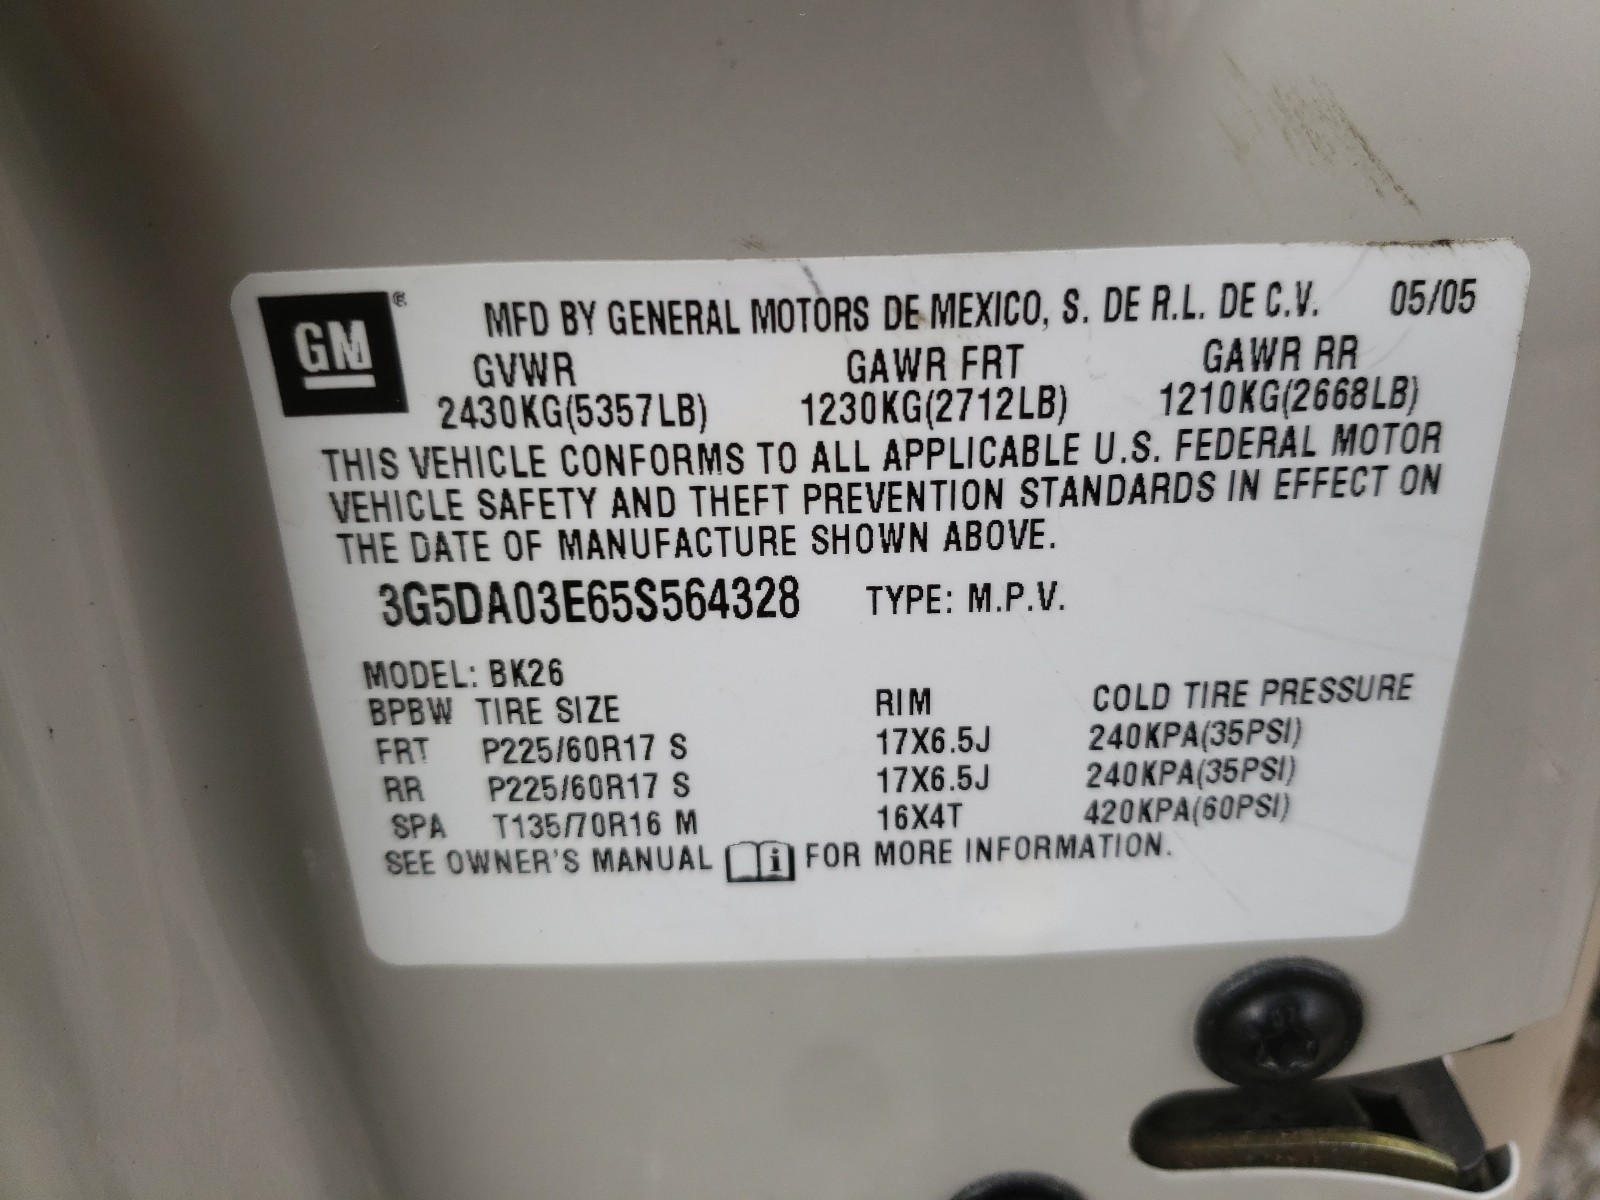 GM®
MFD BY GENERAL MOTORS DE MEXICO, S. DE R.L. DE C.V. 05/05
GVWR GAWR FRT GAWR RR
2430KG(5357LB) 1230KG(2712LB) 1210KG(2668LB)
THIS VEHICLE CONFORMS TO ALL APPLICABLE U.S. FEDERAL MOTOR
VEHICLE SAFETY AND THEFT PREVENTION STANDARDS IN EFFECT ON
THE DATE OF MANUFACTURE SHOWN ABOVE.
3G5DA03E65S564328 TYPE: M.P.V.
MODEL: BK26
BPBW TIRE SIZE RIM COLD TIRE PRESSURE
FRT P225/60R17 S 17X6.5J 240KPA(35PSI)
RR P225/60R17 S 17X6.5J 240KPA(35PSI)
SPA T135/70R16 M 16X4T 420KPA(60PSI)
SEE OWNER'S MANUAL i FOR MORE INFORMATION.